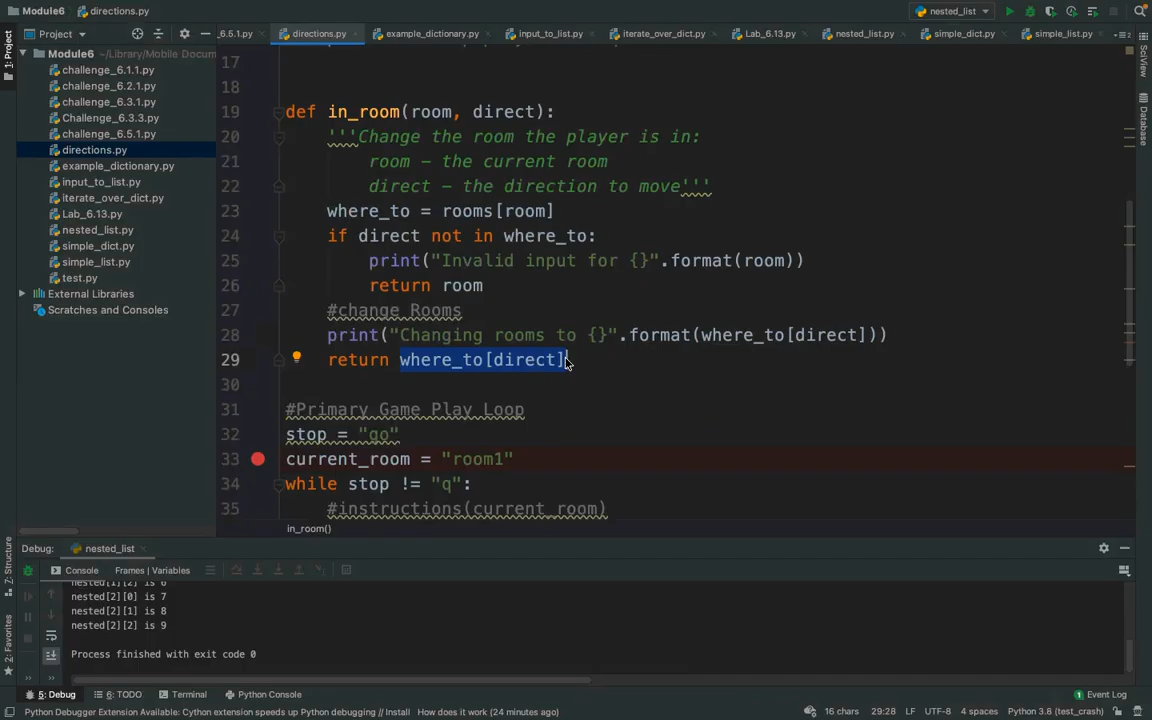 Module6 directions.py nested_list
1: Project
Project
_6.5.1.py directions.py example_dictionary.py input_to_list.py iterate_over_dict.py Lab_6.13.py nested_list.py simple_dict.py simple_list.py
SciView
Database
Module6 ~/Library/Mobile Docum
challenge_6.1.1.py
challenge_6.2.1.py
challenge_6.3.1.py
Challenge_6.3.3.py
challenge_6.5.1.py
directions.py
example_dictionary.py
input_to_list.py
iterate_over_dict.py
Lab_6.13.py
nested_list.py
simple_dict.py
simple_list.py
test.py
External Libraries
Scratches and Consoles
17
18
19 def in_room(room, direct):
20 '''Change the room the player is in:
21 room - the current room
22 direct - the direction to move'''
23 where_to = rooms[room]
24 if direct not in where_to:
25 print("Invalid input for {}".format(room))
26 return room
27 #change Rooms
28 print("Changing rooms to {}".format(where_to[direct]))
29 return where_to[direct]
30
31 #Primary Game Play Loop
32 stop = "go"
33 current_room = "room1"
34 while stop != "q":
35 #instructions(current_room)
in_room()
Debug: nested_list
Console Frames | Variables
nested[1][2] is 6
nested[2][0] is 7
nested[2][1] is 8
nested[2][2] is 9
Process finished with exit code 0
Z: Structure
2: Favorites
5: Debug 6: TODO Terminal Python Console 1 Event Log
Python Debugger Extension Available: Cython extension speeds up Python debugging // Install How does it work (24 minutes ago) 16 chars 29:28 LF UTF-8 4 spaces Python 3.8 (test_crash)